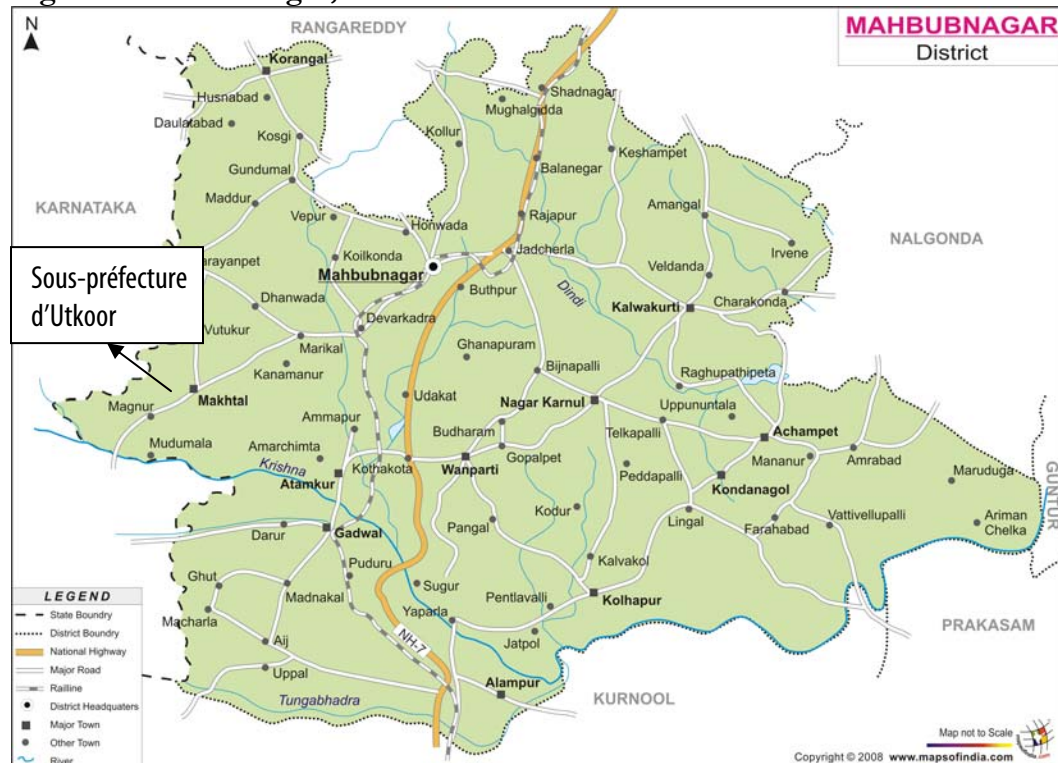 N
RANGAREDDY
MAHBUBNAGAR
District
Korangal
Shadnagar
Husnabad
Mughalgidda
Daulatabad
Kollur
Kosgi
Keshampet
Balanegar
Gundumal
Maddur
KARNATAKA
Vepur
Rajapur
Amangal
Honwada
NALGONDA
Irvene
Jadcherla
Koilkonda
Sous-préfecture
d'Utkoor
arayanpet
Mahbubnagar
Veldanda
Buthpur
Dindi
Dhanwada
Kalwakurti
Charakonda
Devarkadra
Vutukur
Marikal
Ghanapuram
Kanamanur
Bijnapalli
Raghupathipeta
Makhtal
Udakat
Nagar Karnul
Uppununtala
Magnur
Ammapur
Budharam
Telkapalli
Achampet
Mudumala
Amarchimta
Gopalpet
Mananur
Amrabad
Krishna
Kothakota
Wanparti
Peddapalli
Maruduga
Atamkur
Kondanagol
GUNTUR
Kodur
Lingal
Vattivellupalli
Ariman
Chelka
Darur
Gadwal
Pangal
Farahabad
Kalvakol
Puduru
Ghut
Sugur
LEGEND
Madnakal
Pentlavalli
Kolhapur
State Boundry
Macharla
Yaparla
PRAKASAM
District Boundry
Jatpol
National Highway
Aij
NH-7
Major Road
Uppal
Railline
Alampur
District Headquaters
Tungabhadra
KURNOOL
Major Town
Other Town
Map not to Scale
River
Copyright © 2008 www.mapsofindia.com